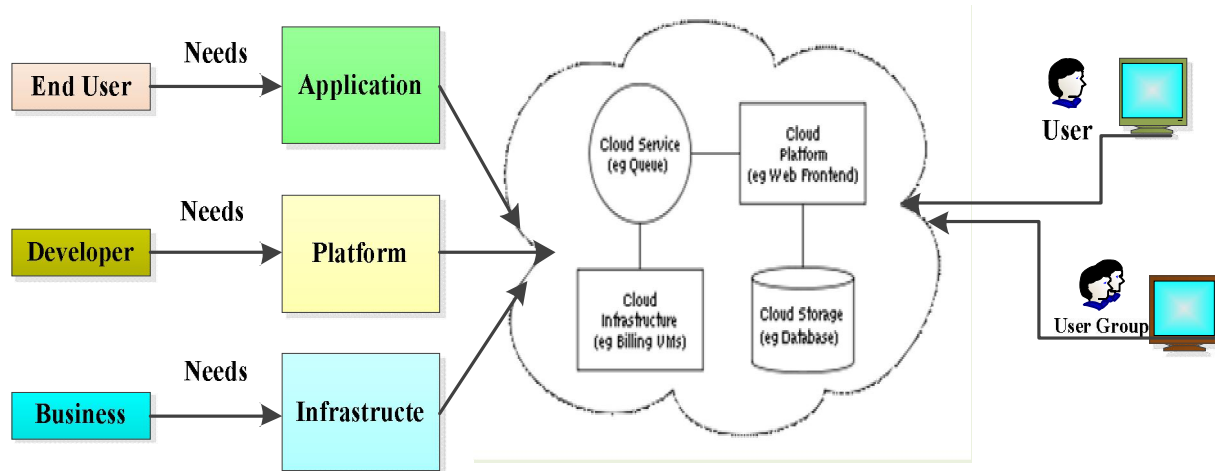 Needs
End User
Application
Needs
Developer
Platform
Needs
Business
Infrastructe
Cloud Service
(eg Queue)
Cloud
Platform
(eg Web Frontend)
Cloud
Infrastructure
(eg Billing VMs)
Cloud Storage
(eg Database)
User
User Group